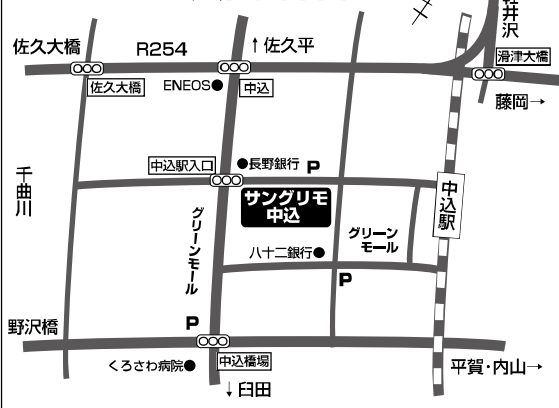 軽井沢
佐久大橋
R254
↑佐久平
滑津大橋
佐久大橋
ENEOS●
中込
藤岡→
中込駅入口
●長野銀行
P
千曲川
サングリモ
中込
中込駅
グリーンモール
グリーン
モール
八十二銀行●
P
野沢橋
P
くろさわ病院●
中込橋場
平賀・内山→
↓臼田